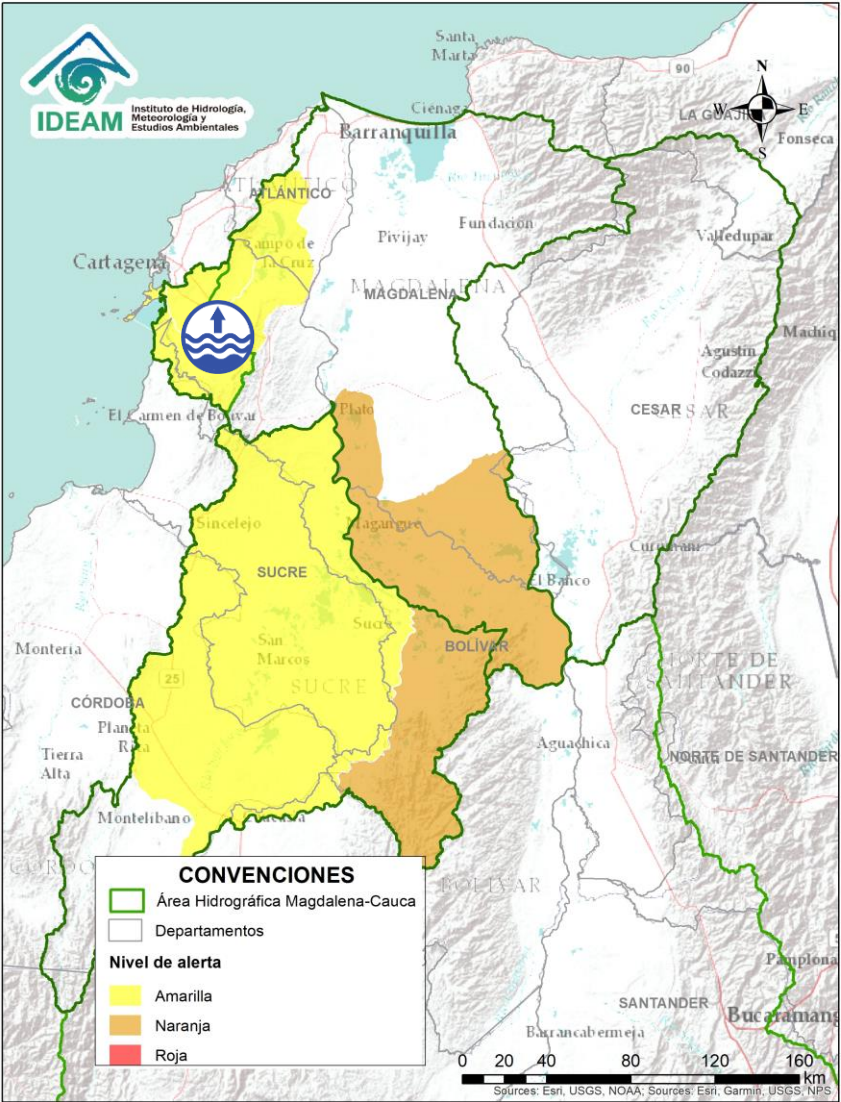 IDEAM
Instituto de Hidrología,
Meteorología y
Estudios Ambientales
Santa
Marta
90
N
W
E
S
LA GUAJIRA
Ciénaga
Barranquilla
Fonseca
ATLÁNTICO
ATLÁNTICO
Fundación
Valledupar
Pivijay
Campo de
la Cruz
Cartagena
MAGDALENA
MAGDALENA
Machiq
Agustín
Codazzi
CESAR
CESAR
El Carmen de Bolívar
Plato
Sincelejo
Magangué
Curumaní
SUCRE
El Banco
Sucre
BOLÍVAR
Montería
San
Marcos
NORTE DE
SANTANDER
SUCRE
25
CÓRDOBA
Planeta
Rica
Aguachica
NORTE DE SANTANDER
Tierra
Alta
Montelíbano
BOLÍVAR
CONVENCIONES
Área Hidrográfica Magdalena-Cauca
Departamentos
Nivel de alerta
Amarilla
Naranja
Roja
Pamplona
SANTANDER
Bucaramang
Barrancabermeja
0 20 40 80 120 160
km
Sources: Esri, USGS, NOAA; Sources: Esri, Garmin, USGS, NPS